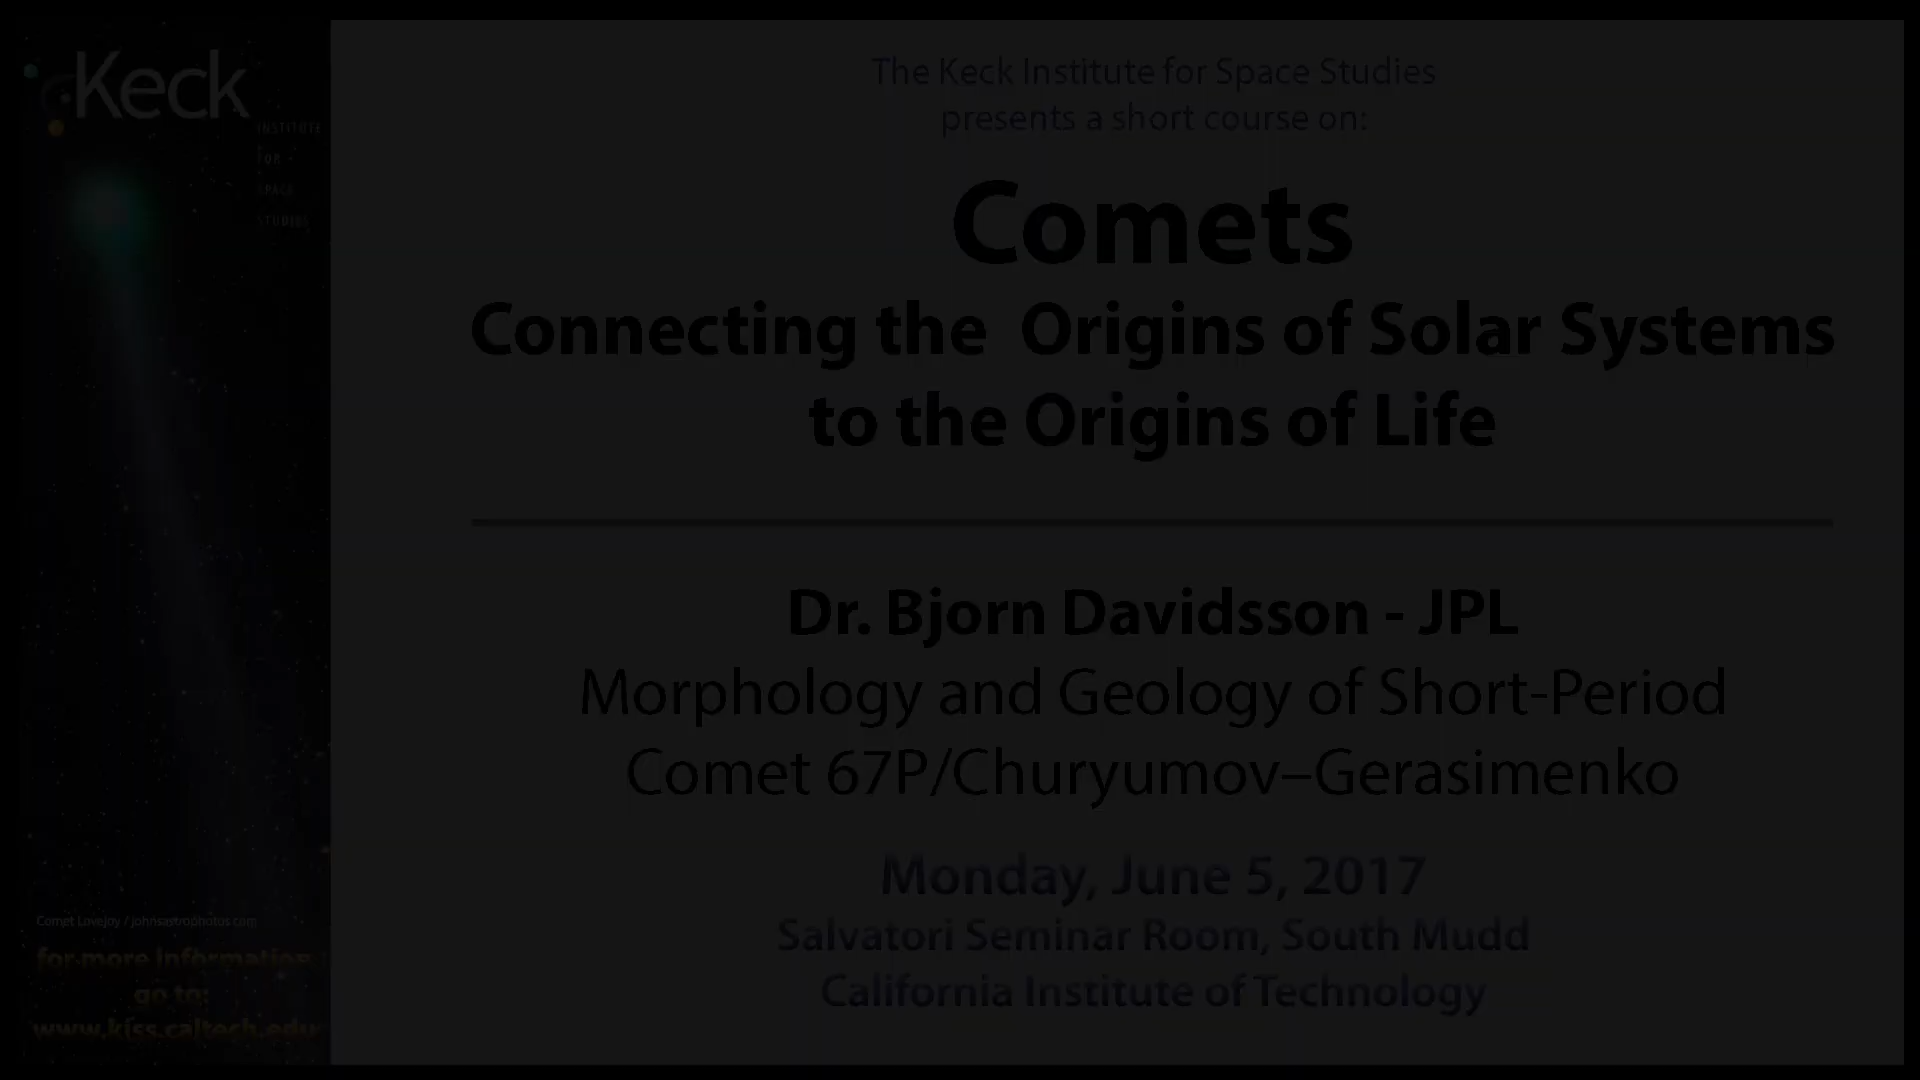 Keck
INSTITUTE
FOR
SPACE
STUDIES
Comet Lovejoy / johnsastrophotos.com
for more information
go to:
www.kiss.caltech.edu
The Keck Institute for Space Studies
presents a short course on:
Comets
Connecting the Origins of Solar Systems
to the Origins of Life
Dr. Bjorn Davidsson - JPL
Morphology and Geology of Short-Period
Comet 67P/Churyumov–Gerasimenko
Monday, June 5, 2017
Salvatori Seminar Room, South Mudd
California Institute of Technology